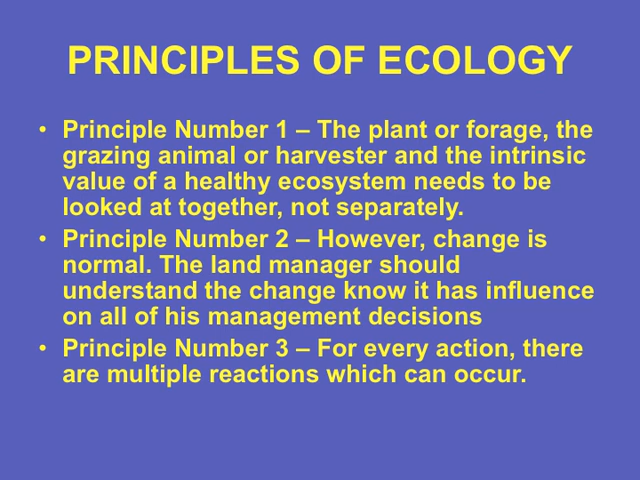 PRINCIPLES OF ECOLOGY
• Principle Number 1 – The plant or forage, the
grazing animal or harvester and the intrinsic
value of a healthy ecosystem needs to be
looked at together, not separately.
• Principle Number 2 – However, change is
normal. The land manager should
understand the change know it has influence
on all of his management decisions
• Principle Number 3 – For every action, there
are multiple reactions which can occur.